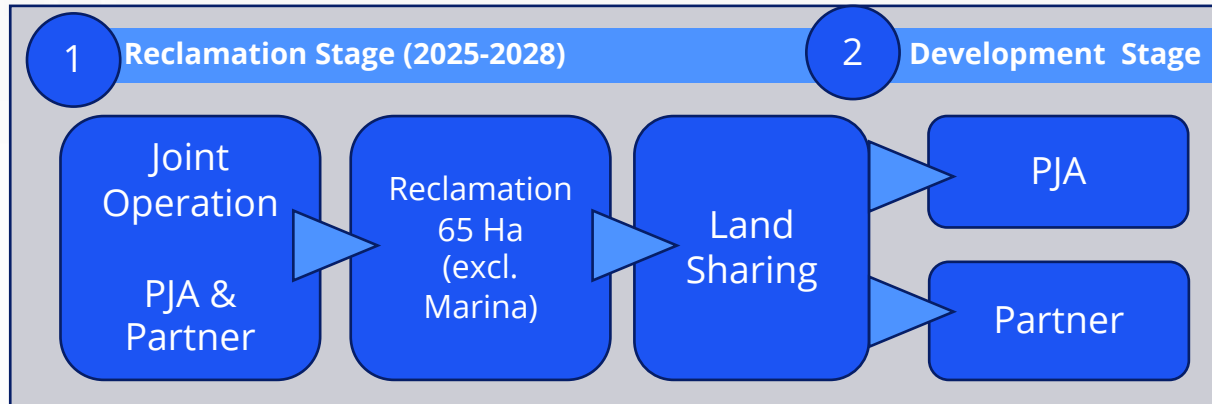 1
Reclamation Stage (2025-2028)
2
Development Stage
Joint
Operation
PJA &
Partner
Reclamation
65 Ha
(excl.
Marina)
Land
Sharing
PJA
Partner